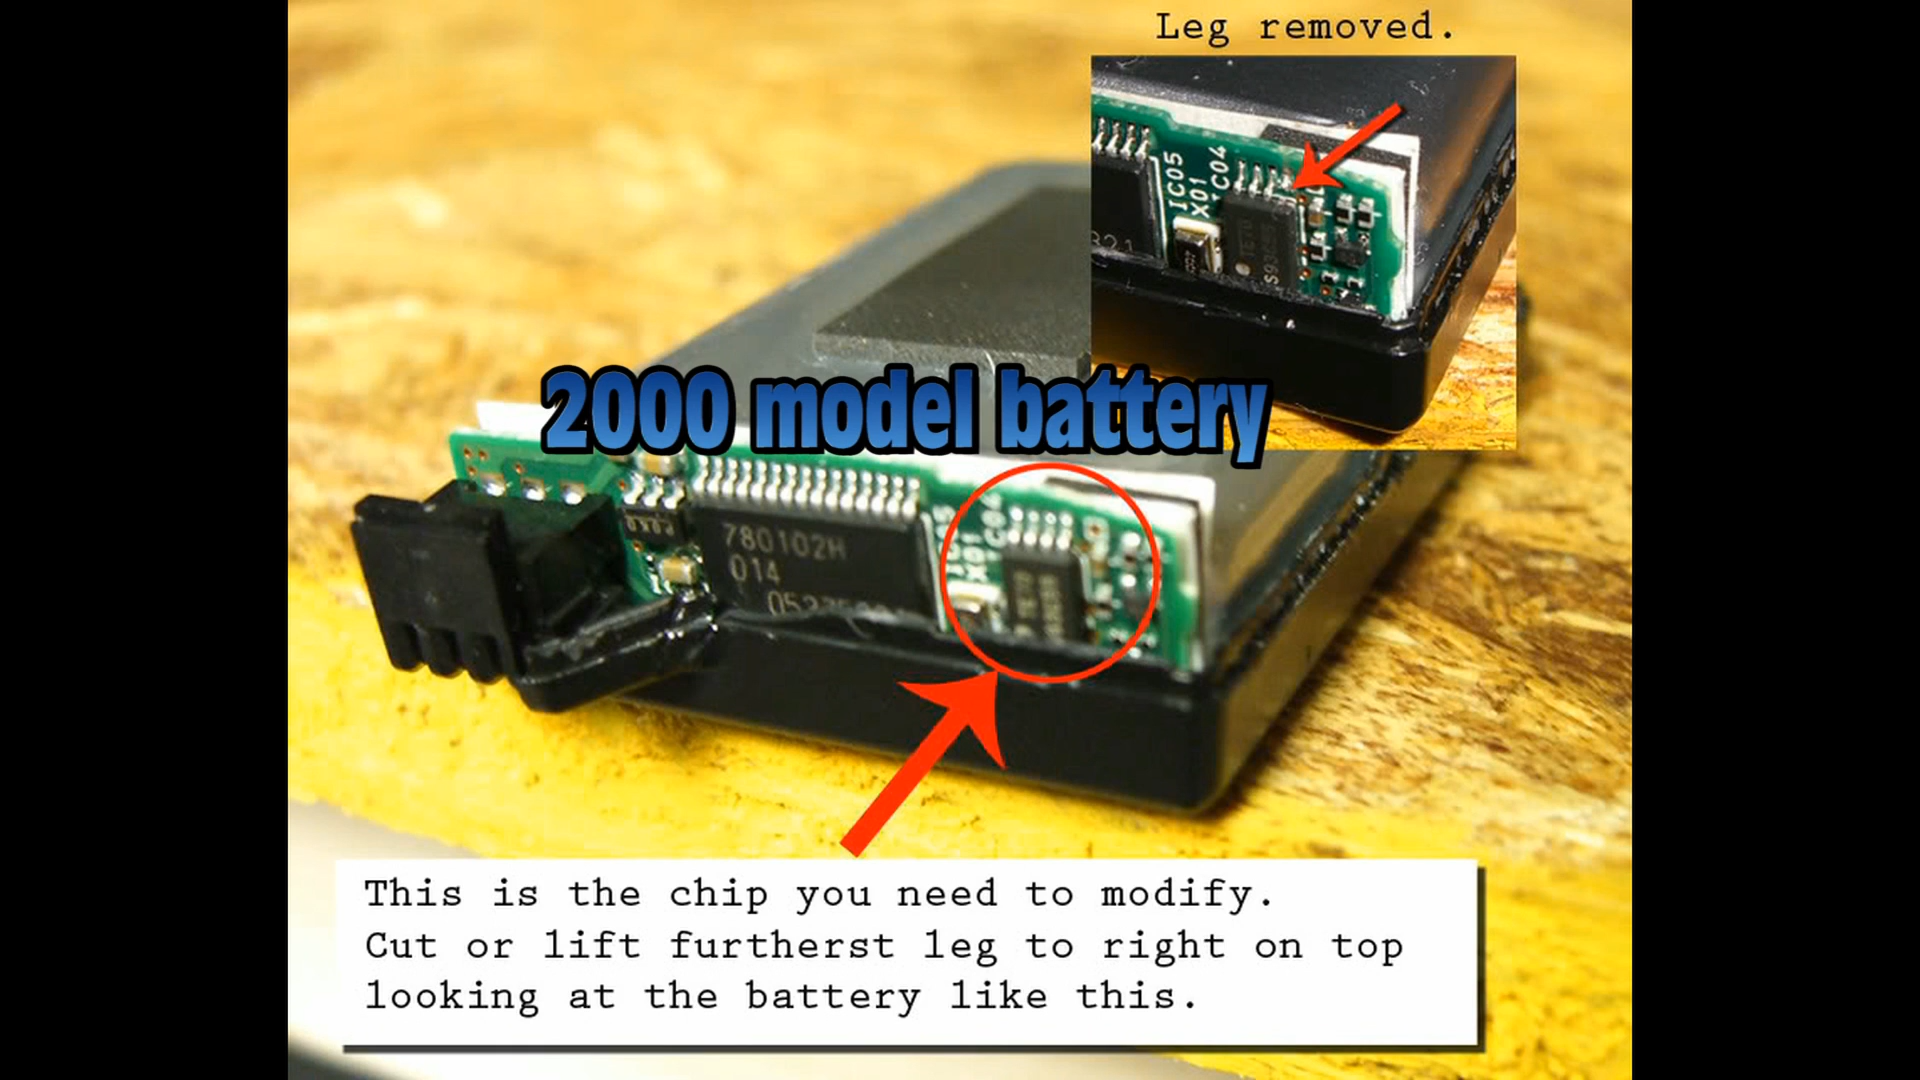 Leg removed.
IC05
X01
IC04
2000 model battery
780102H
014
This is the chip you need to modify.
Cut or lift furtherst leg to right on top
looking at the battery like this.